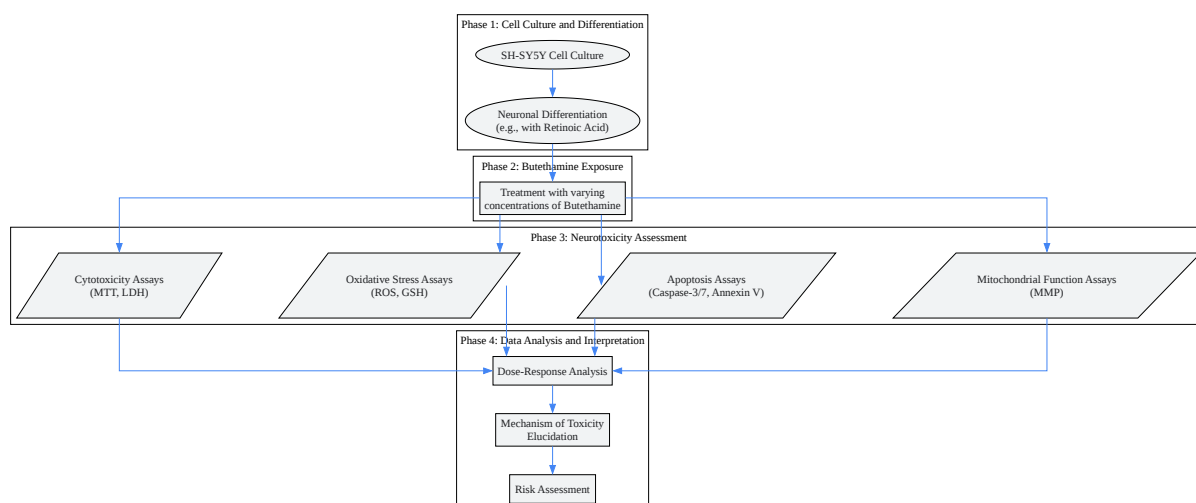 Phase 1: Cell Culture and Differentiation
SH-SY5Y Cell Culture
Neuronal Differentiation
(e.g., with Retinoic Acid)
Phase 2: Butethamine Exposure
Treatment with varying
concentrations of Butethamine
Phase 3: Neurotoxicity Assessment
Cytotoxicity Assays
(MTT, LDH)
Oxidative Stress Assays
(ROS, GSH)
Apoptosis Assays
(Caspase-3/7, Annexin V)
Mitochondrial Function Assays
(MMP)
Phase 4: Data Analysis and Interpretation
Dose-Response Analysis
Mechanism of Toxicity
Elucidation
Risk Assessment